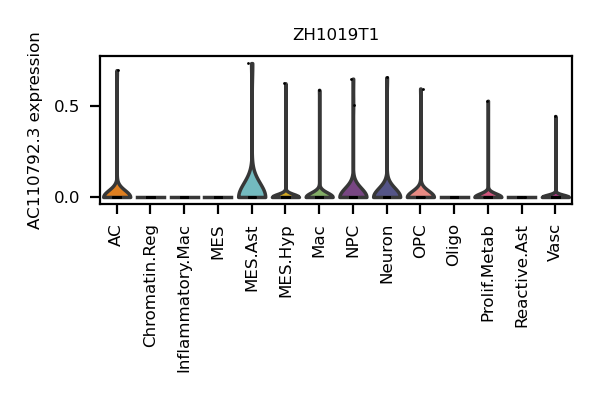 ZH1019T1
AC110792.3 expression
0.5
0.0
AC
Chromatin.Reg
Inflammatory.Mac
MES
MES.Ast
MES.Hyp
Mac
NPC
Neuron
OPC
Oligo
Prolif.Metab
Reactive.Ast
Vasc